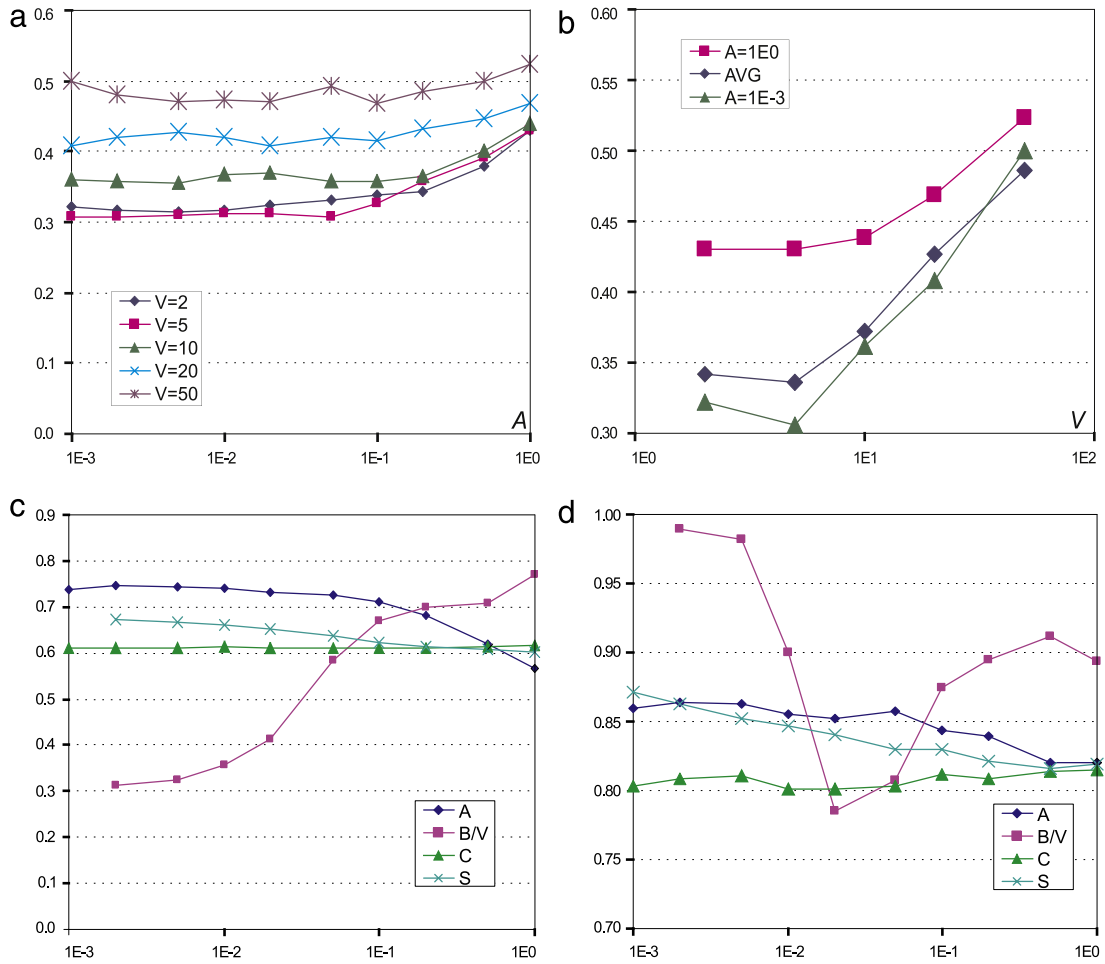 a
0.6
0.5
0.4
0.3
0.2
0.1
0.0
V=2
V=5
V=10
V=20
V=50
A
1E-3
1E-2
1E-1
1E0
b
0.60
0.55
0.50
0.45
0.40
0.35
0.30
A=1E0
AVG
A=1E-3
V
1E0
1E1
1E2
c
0.9
0.8
0.7
0.6
0.5
0.4
0.3
0.2
0.1
0.0
A
B/V
C
S
1E-3
1E-2
1E-1
1E0
d
1.00
0.95
0.90
0.85
0.80
0.75
0.70
A
B/V
C
S
1E-3
1E-2
1E-1
1E0